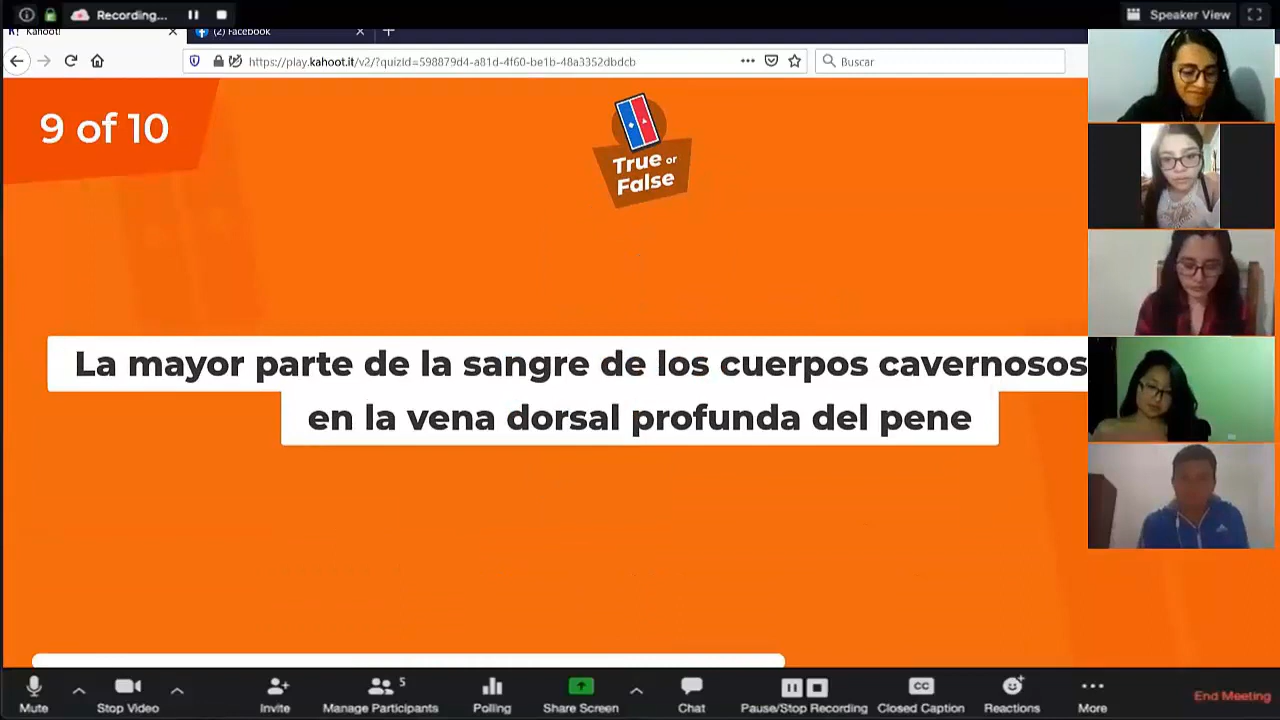 Recording...
Speaker View
Kahoot!
(2) Facebook
https://play.kahoot.it/v2/?quizId=598879d4-a81d-4f60-be1b-48a3352dbdcb
Buscar
9 of 10
True or
False
La mayor parte de la sangre de los cuerpos cavernosos
en la vena dorsal profunda del pene
Mute
Stop Video
Invite
5
Manage Participants
Polling
Share Screen
Chat
Pause/Stop Recording
CC
Closed Caption
Reactions
More
End Meeting